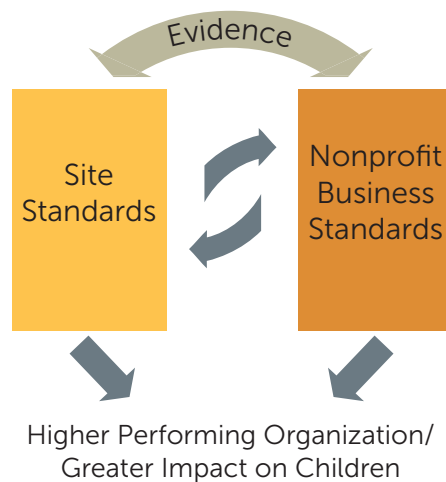 Evidence
Site
Standards
Nonprofit
Business
Standards
Higher Performing Organization/
Greater Impact on Children